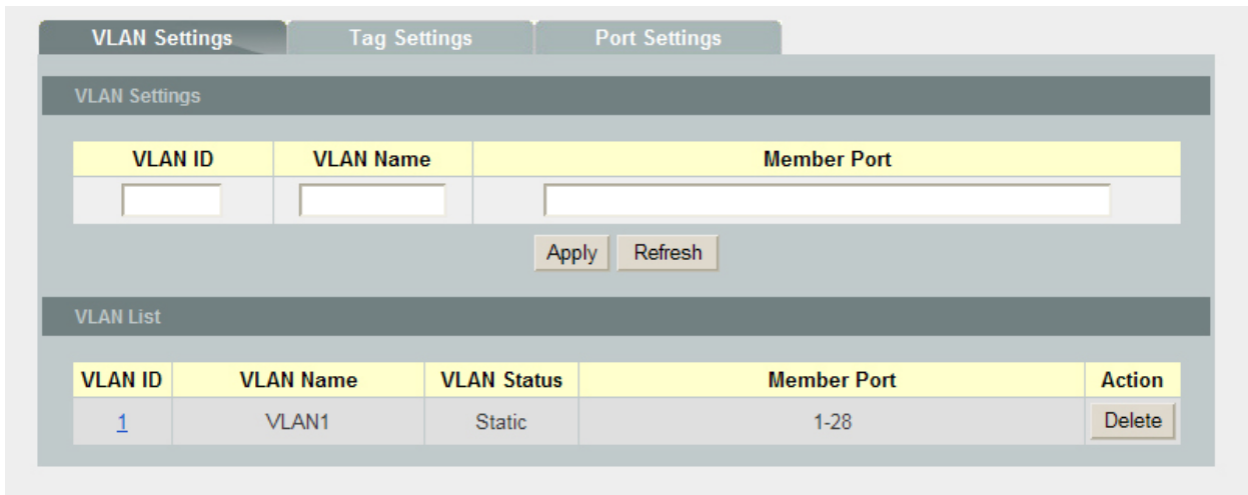 VLAN Settings Tag Settings Port Settings
VLAN Settings
VLAN ID VLAN Name Member Port
Apply Refresh
VLAN List
VLAN ID VLAN Name VLAN Status Member Port Action
1 VLAN1 Static 1-28 Delete